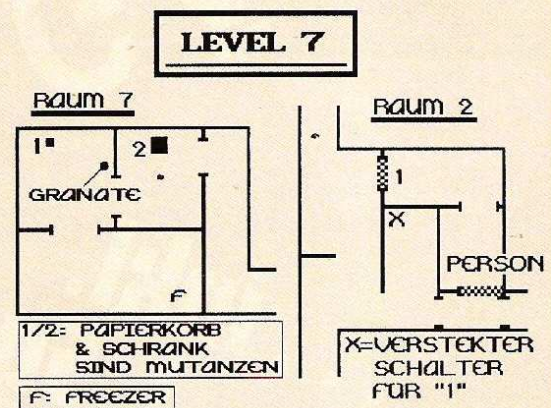 LEVEL 7
RAUM 7
1
2
GRANATE
F
1/2: PAPIERKORB
& SCHRANK
SIND MUTANZEN
F: FREEZER
RAUM 2
1
X
PERSON
X=VERSTEKTER
SCHALTER
FÜR "1"